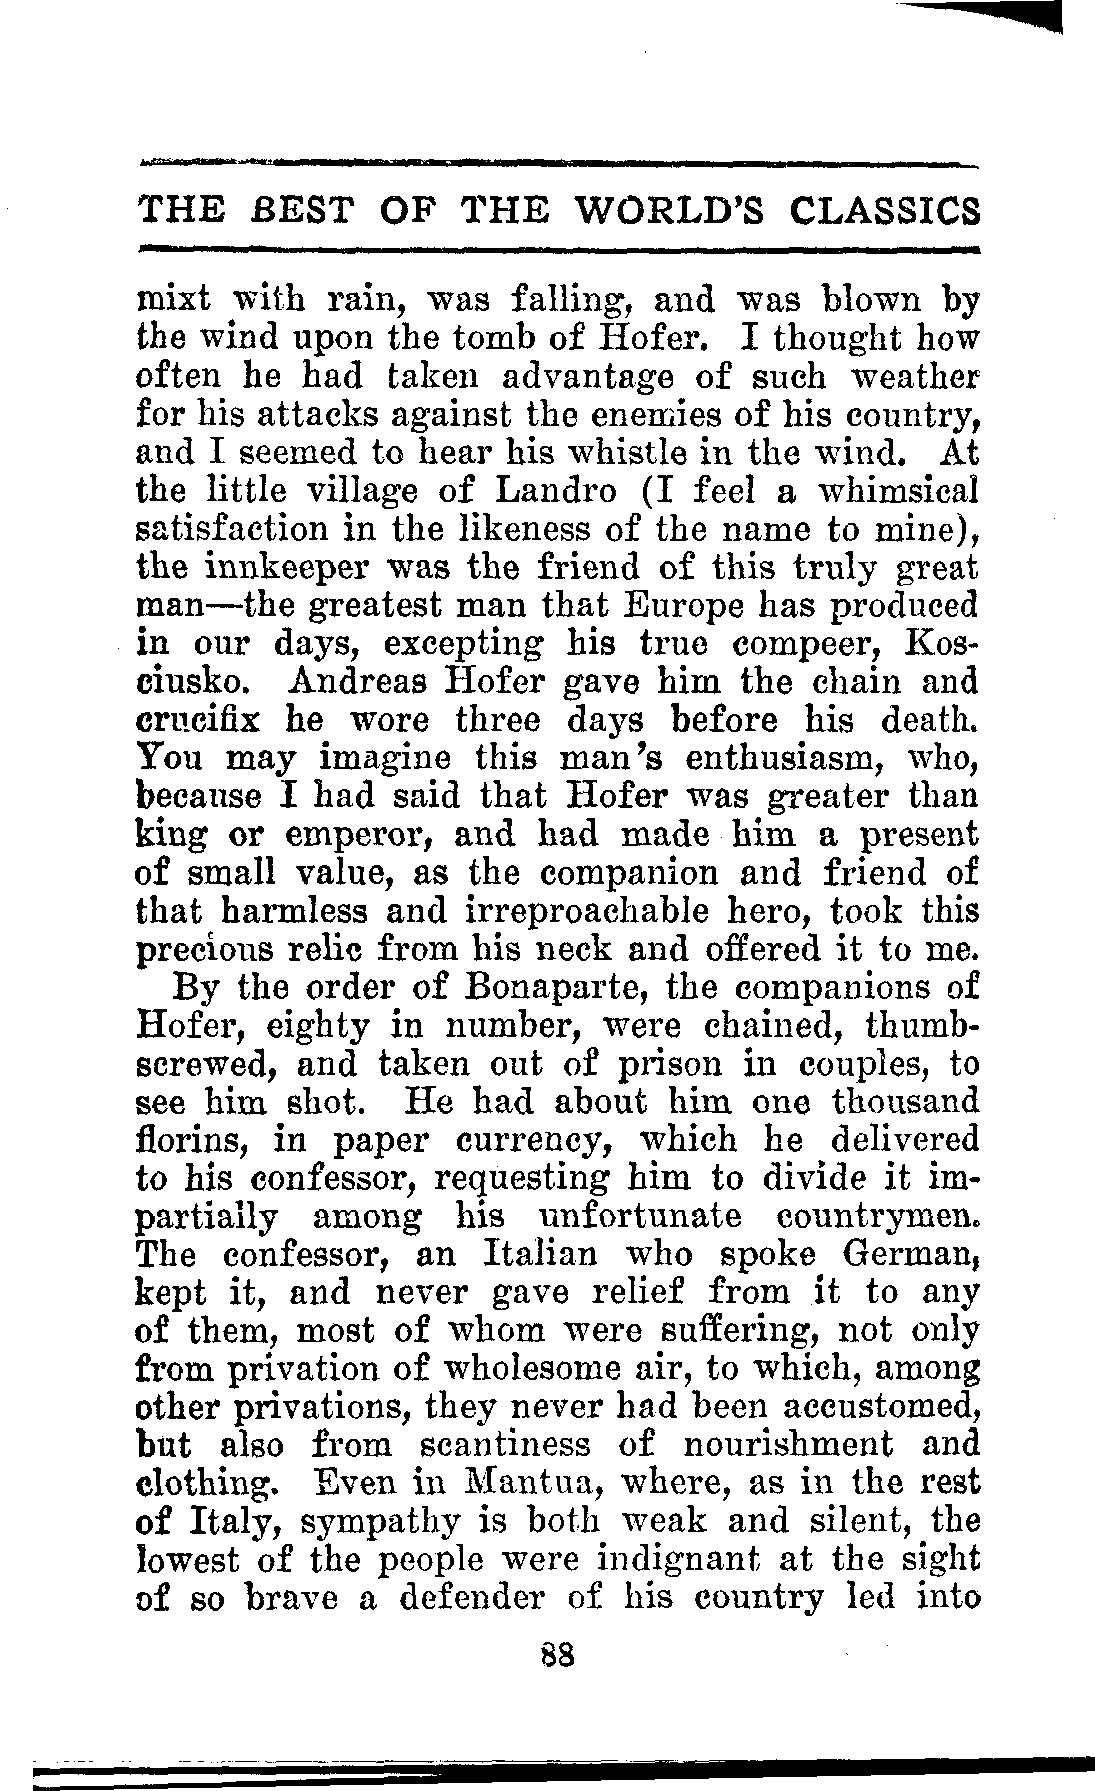 THE BEST OF THE WORLD'S CLASSICS
mixt with rain, was falling, and was blown by
the wind upon the tomb of Hofer. I thought how
often he had taken advantage of such weather
for his attacks against the enemies of his country,
and I seemed to hear his whistle in the wind. At
the little village of Landro (I feel a whimsical
satisfaction in the likeness of the name to mine),
the innkeeper was the friend of this truly great
man—the greatest man that Europe has produced
in our days, excepting his true compeer, Kos-
ciusko. Andreas Hofer gave him the chain and
crucifix he wore three days before his death.
You may imagine this man's enthusiasm, who,
because I had said that Hofer was greater than
king or emperor, and had made him a present
of small value, as the companion and friend of
that harmless and irreproachable hero, took this
precious relic from his neck and offered it to me.
By the order of Bonaparte, the companions of
Hofer, eighty in number, were chained, thumb-
screwed, and taken out of prison in couples, to
see him shot. He had about him one thousand
florins, in paper currency, which he delivered
to his confessor, requesting him to divide it im-
partially among his unfortunate countrymen.
The confessor, an Italian who spoke German,
kept it, and never gave relief from it to any
of them, most of whom were suffering, not only
from privation of wholesome air, to which, among
other privations, they never had been accustomed,
but also from scantiness of nourishment and
clothing. Even in Mantua, where, as in the rest
of Italy, sympathy is both weak and silent, the
lowest of the people were indignant at the sight
of so brave a defender of his country led into
88